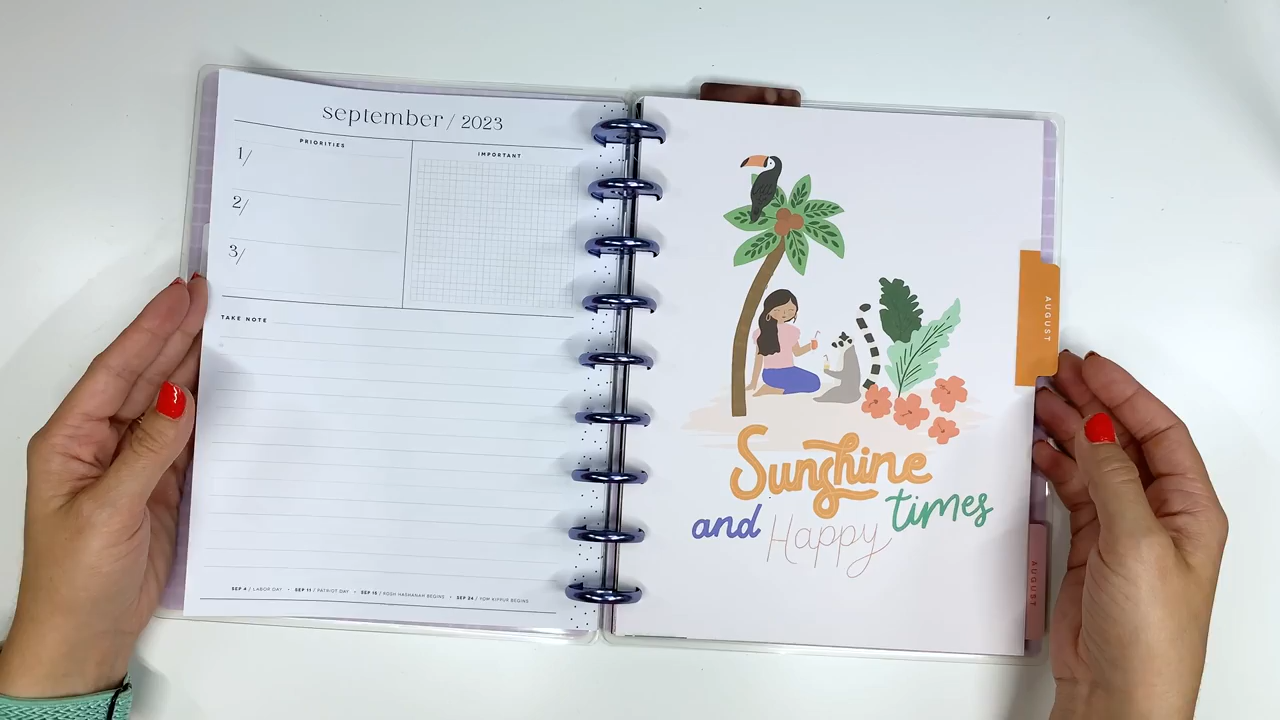 september / 2023
PRIORITIES
IMPORTANT
1/
2/
3/
TAKE NOTE
SEP 4 / LABOR DAY • SEP 11 / PATRIOT DAY • SEP 15 / ROSH HASHANAH BEGINS • SEP 24 / YOM KIPPUR BEGINS
Sunshine
and Happy times
AUGUST
AUGUST